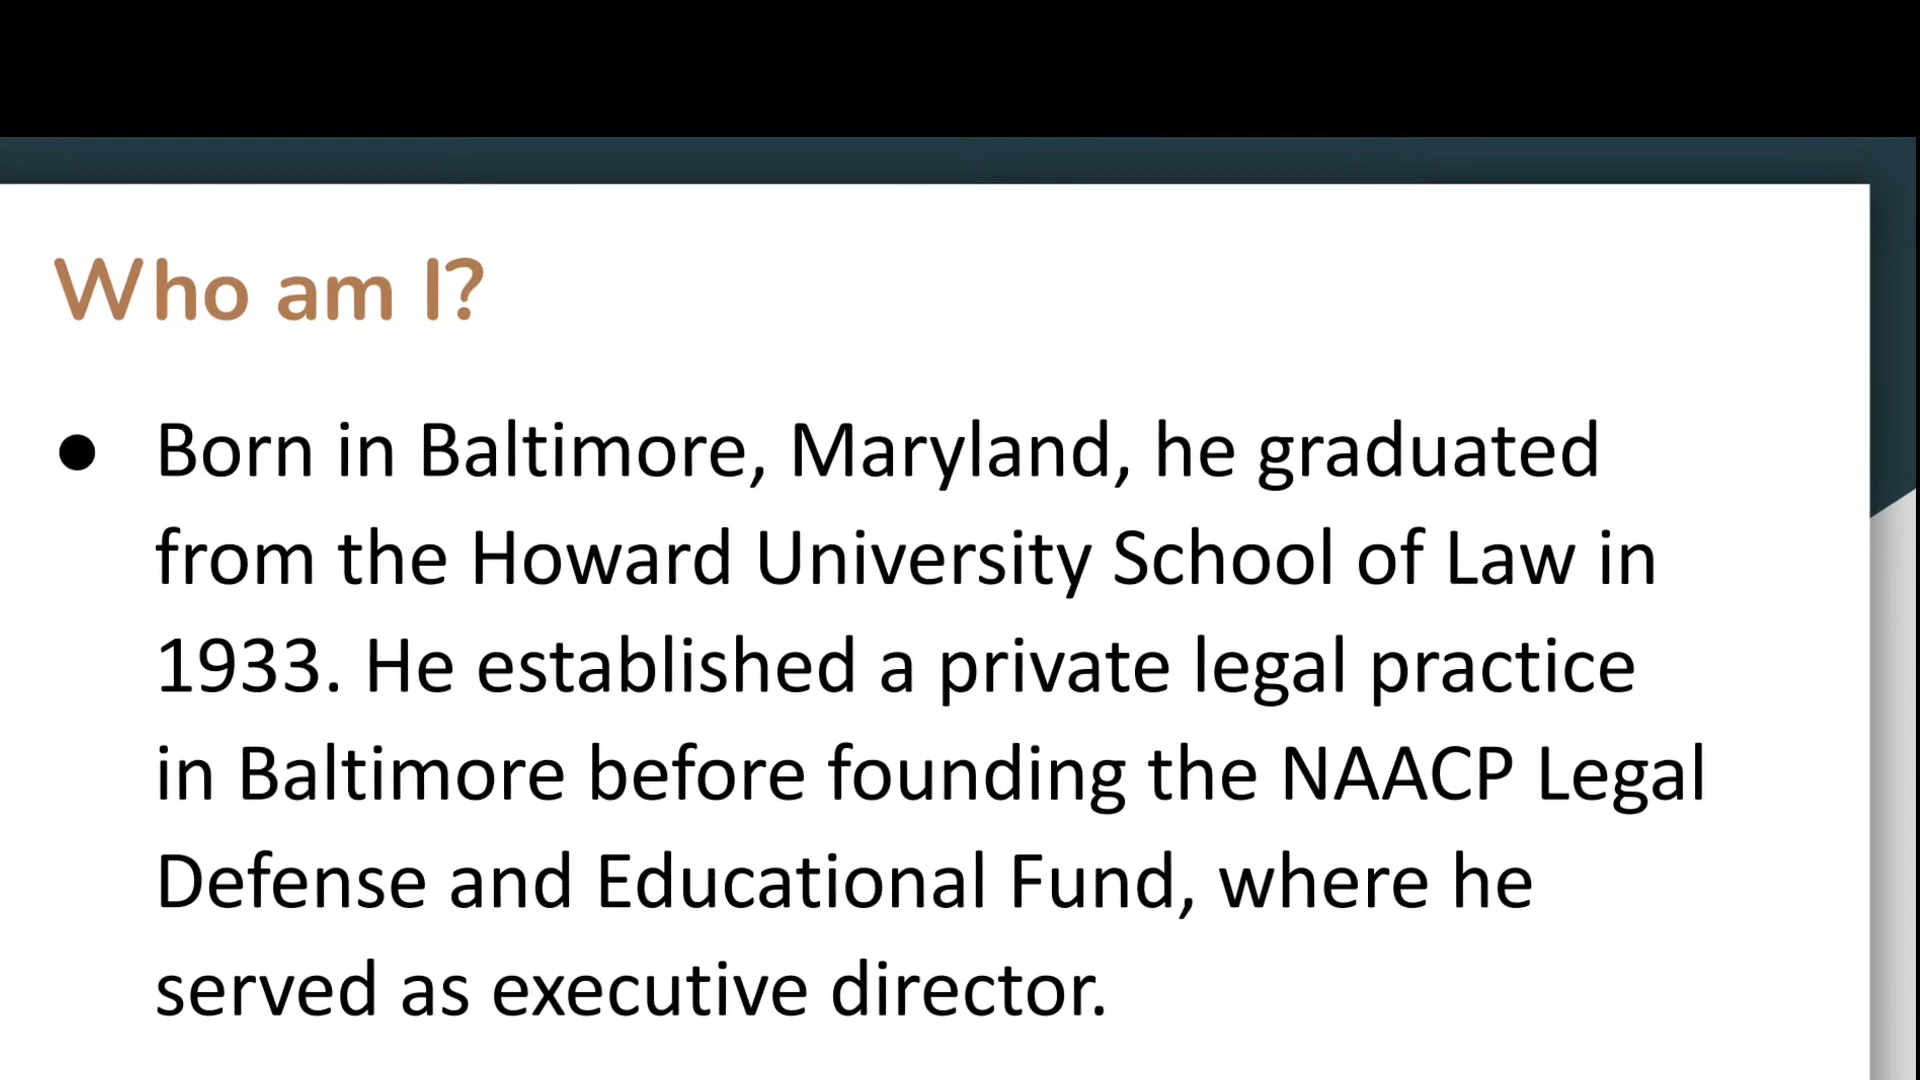 Who am I?
● Born in Baltimore, Maryland, he graduated
from the Howard University School of Law in
1933. He established a private legal practice
in Baltimore before founding the NAACP Legal
Defense and Educational Fund, where he
served as executive director.